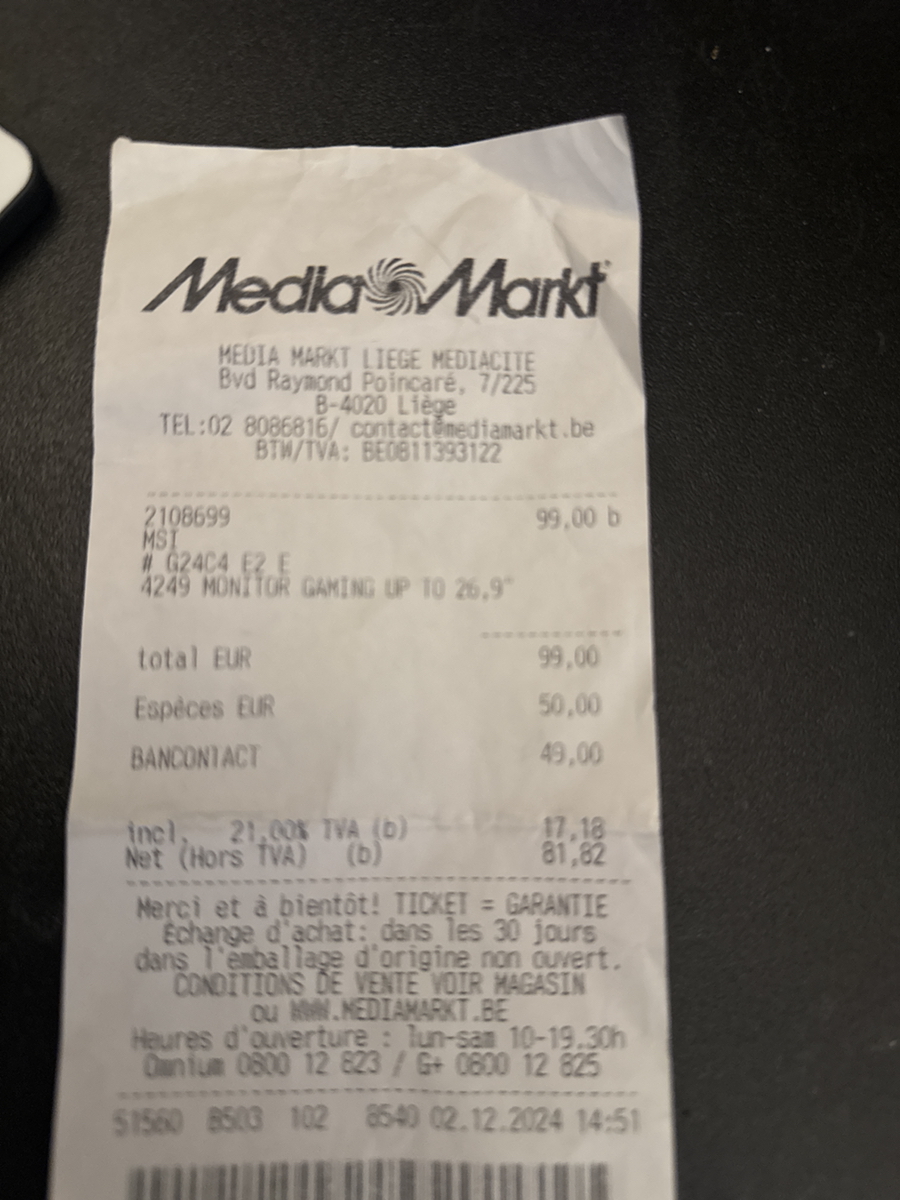 Media Markt
MEDIA MARKT LIEGE MEDIACITE
Bvd Raymond Poincaré, 7/225
B-4020 Liège
TEL:02 8086816/ contact@mediamarkt.be
BTW/TVA: BE0811393122
2108699 99,00 b
MSI
# G24C4 E2 E
4249 MONITOR GAMING UP TO 26,9"
total EUR 99,00
Espèces EUR 50,00
BANCONTACT 49,00
incl. 21,00% TVA (b) 17,18
Net (Hors TVA) (b) 81,82
Merci et à bientôt! TICKET = GARANTIE
Échange d'achat: dans les 30 jours
dans l'emballage d'origine non ouvert.
CONDITIONS DE VENTE VOIR MAGASIN
ou WWW.MEDIAMARKT.BE
Heures d'ouverture : lun-sam 10-19.30h
Omnium 0800 12 823 / G+ 0800 12 825
51560 8503 102 8540 02.12.2024 14:51